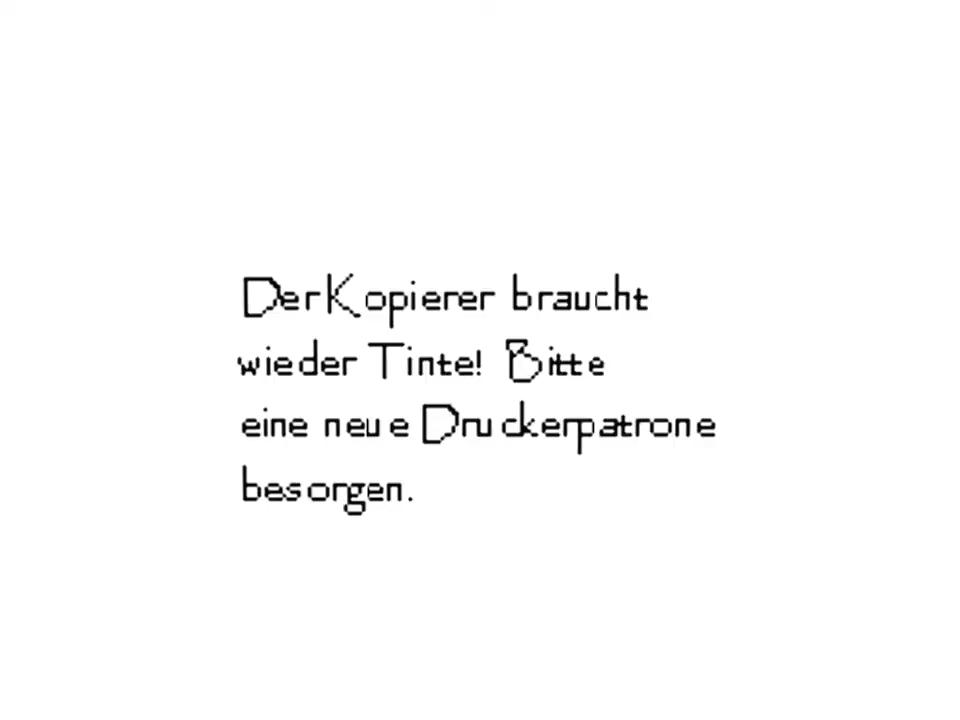 Der Kopierer braucht
wieder Tinte! Bitte
eine neue Druckerpatrone
besorgen.